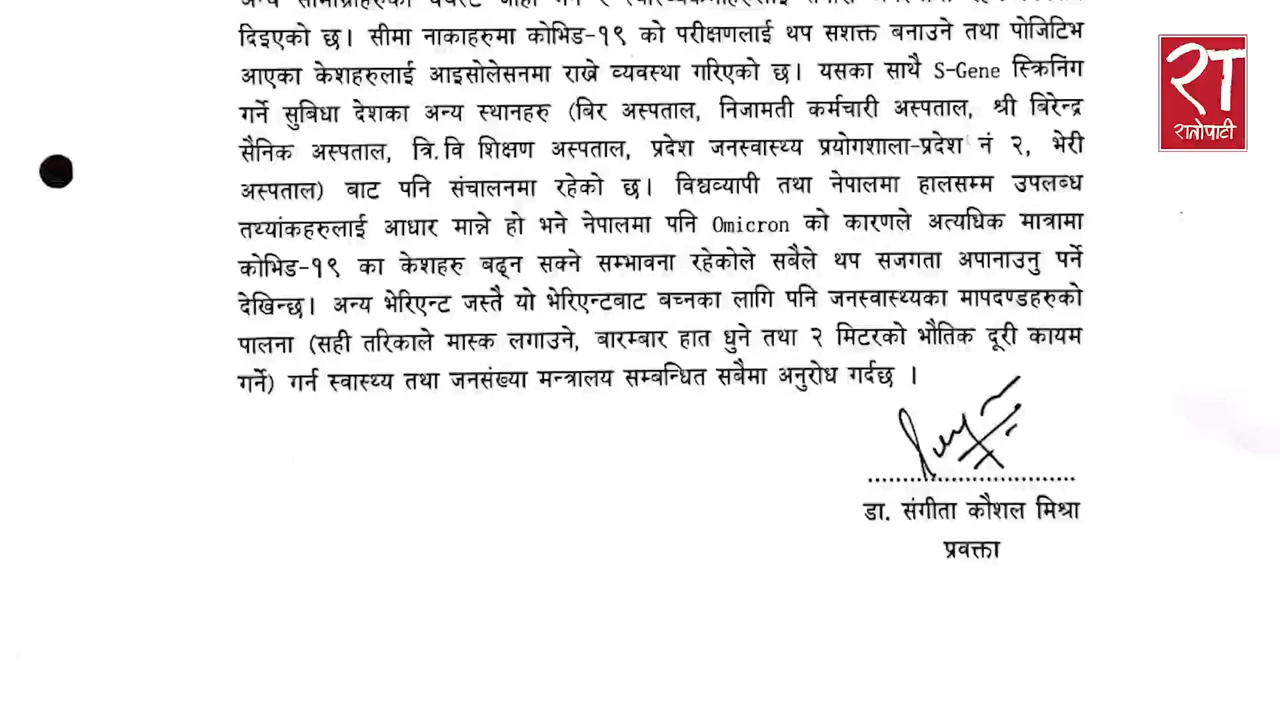 दिइएको छ। सीमा नाकाहरुमा कोभिड-१९ को परीक्षणलाई थप सशक्त बनाउने तथा पोजिटिभ
आएका केशहरुलाई आइसोलेसनमा राख्ने व्यवस्था गरिएको छ। यसका साथै S-Gene स्क्रिनिंग
गर्ने सुबिधा देशका अन्य स्थानहरु (बिर अस्पताल, निजामती कर्मचारी अस्पताल, श्री बिरेन्द्र
सैनिक अस्पताल, त्रि.वि शिक्षण अस्पताल, प्रदेश जनस्वास्थ्य प्रयोगशाला-प्रदेश नं २, भेरी
अस्पताल) बाट पनि संचालनमा रहेको छ। विश्वव्यापी तथा नेपालमा हालसम्म उपलब्ध
तथ्यांकहरुलाई आधार मान्ने हो भने नेपालमा पनि Omicron को कारणले अत्यधिक मात्रामा
कोभिड-१९ का केशहरु बढ्न सक्ने सम्भावना रहेकोले सबैले थप सजगता अपानाउनु पर्ने
देखिन्छ। अन्य भेरिएन्ट जस्तै यो भेरिएन्टबाट बच्नका लागि पनि जनस्वास्थ्यका मापदण्डहरुको
पालना (सही तरिकाले मास्क लगाउने, बारम्बार हात धुने तथा २ मिटरको भौतिक दूरी कायम
गर्ने) गर्न स्वास्थ्य तथा जनसंख्या मन्त्रालय सम्बन्धित सबैमा अनुरोध गर्दछ ।
डा. संगीता कौशल मिश्रा
प्रवक्ता
रा
रातोपाटी